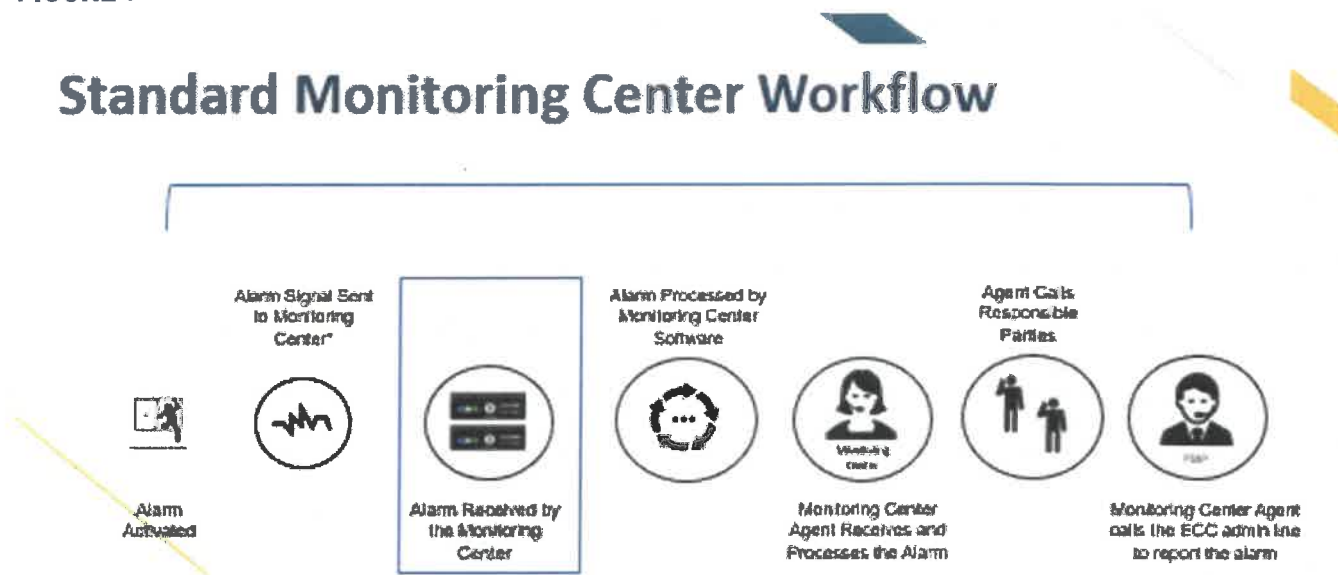 Standard Monitoring Center Workflow
Alarm Signal Sent
to Monitoring
Center*
Alarm Processed by
Monitoring Center
Software
Agent Calls
Responsible
Parties
Monitoring
Center
Alarm
Activated
Alarm Received by
the Monitoring
Center
Monitoring Center
Agent Receives and
Processes the Alarm
Monitoring Center Agent
calls the ECC admin line
to report the alarm